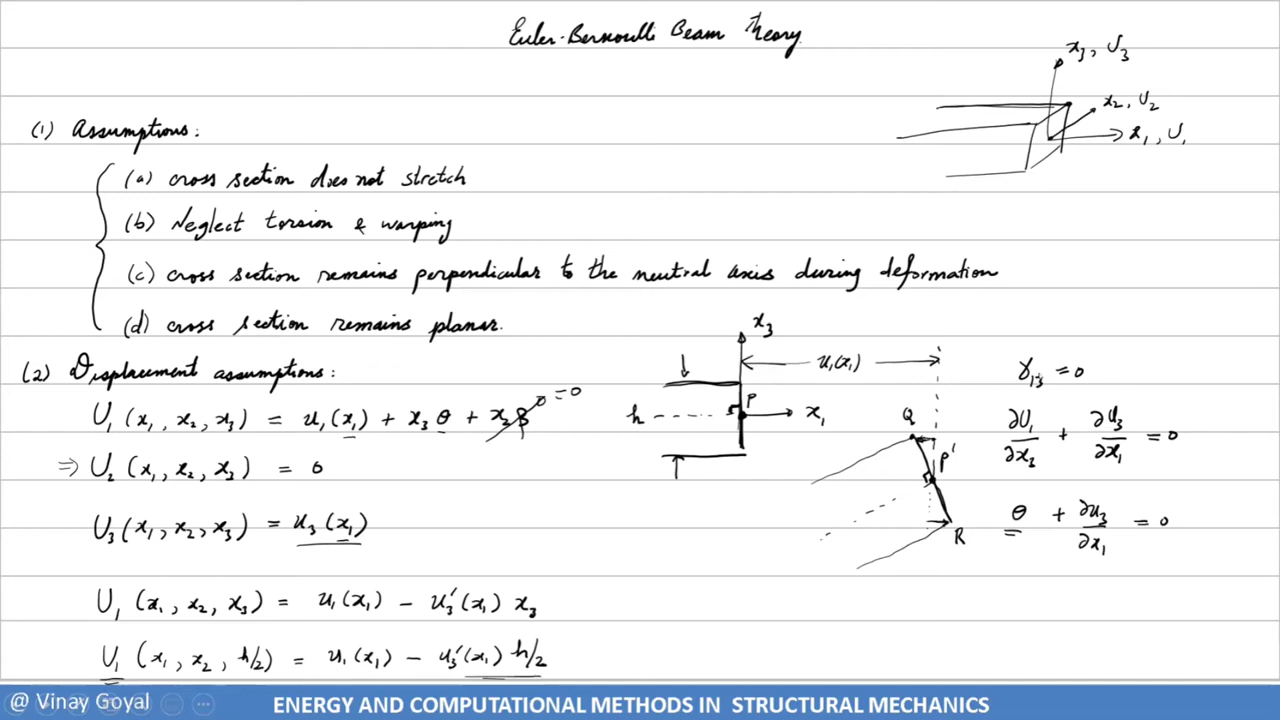 Euler-Bernoulli Beam Theory
x₃, U₃
x₂, U₂
x₁, U₁
(1) Assumptions:
(a) cross section does not stretch
(b) Neglect torsion & warping
(c) cross section remains perpendicular to the neutral axis during deformation
(d) cross section remains planar.
(2) Displacement assumptions:
U₁(x₁, x₂, x₃) = u₁(x₁) + x₃ θ + x₂ β = 0
⇒ U₂(x₁, x₂, x₃) = 0
U₃(x₁, x₂, x₃) = u₃(x₁)
U₁(x₁, x₂, x₃) = u₁(x₁) - u₃'(x₁) x₃
U₁(x₁, x₂, h/2) = u₁(x₁) - u₃'(x₁) h/2
x₃
u₁(x₁)
h
P
x₁
Q
P'
R
γ₁₃ = 0
∂U₁/∂x₃ + ∂U₃/∂x₁ = 0
θ + ∂u₃/∂x₁ = 0
@ Vinay Goyal
ENERGY AND COMPUTATIONAL METHODS IN STRUCTURAL MECHANICS